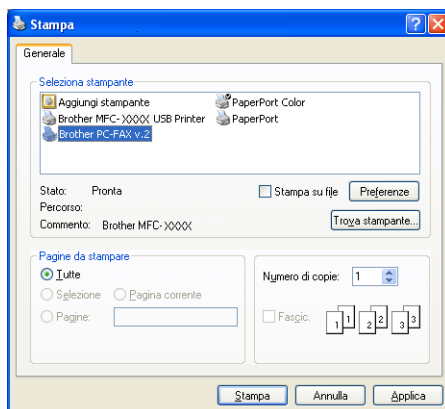 Stampa
Generale
Seleziona stampante
Aggiungi stampante
PaperPort Color
Brother MFC-XXXX USB Printer
PaperPort
Brother PC-FAX v.2
Stato: Pronta
Stampa su file
Preferenze
Percorso:
Commento: Brother MFC-XXXX
Trova stampante...
Pagine da stampare
Tutte
Numero di copie: 1
Selezione
Pagina corrente
Pagine:
Fascic.
1 1 2 2 3 3
Stampa
Annulla
Applica